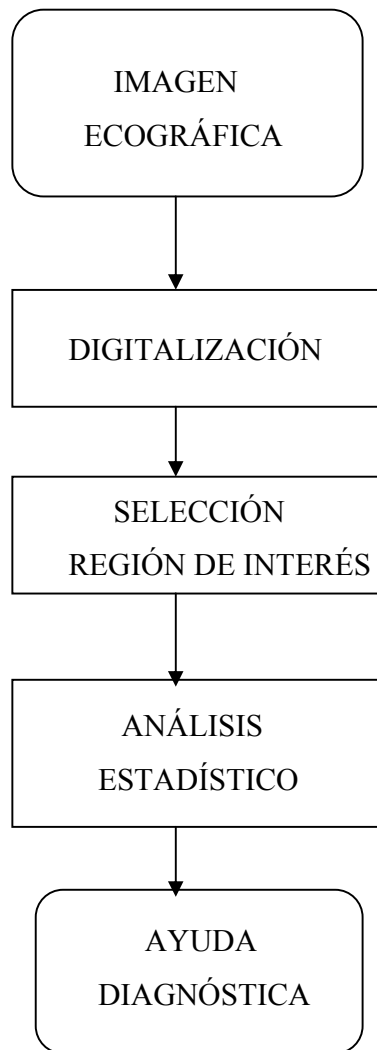 IMAGEN
ECOGRÁFICA
DIGITALIZACIÓN
SELECCIÓN
REGIÓN DE INTERÉS
ANÁLISIS
ESTADÍSTICO
AYUDA
DIAGNÓSTICA